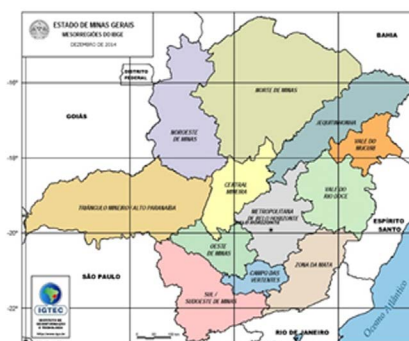 ESTADO DE MINAS GERAIS
MESORREGIÕES DO IBGE
DEZEMBRO DE 2014
BAHIA
DISTRITO
FEDERAL
NORTE DE MINAS
GOIÁS
JEQUITINHONHA
NOROESTE DE
MINAS
VALE DO
MUCURI
CENTRAL
MINEIRA
VALE DO
RIO DOCE
TRIÂNGULO MINEIRO/ ALTO PARANAÍBA
METROPOLITANA
DE BELO HORIZONTE
BELO HORIZONTE
ESPÍRITO
SANTO
OESTE
DE MINAS
ZONA DA MATA
CAMPO DAS
VERTENTES
SÃO PAULO
SUL /
SUDOESTE DE MINAS
IGTEC
Oceano Atlântico
RIO DE JANEIRO